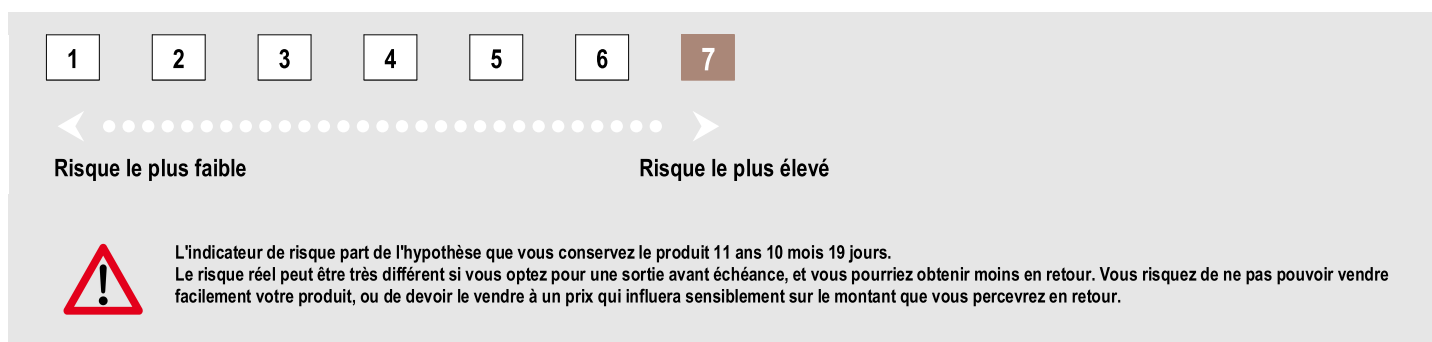 1 2 3 4 5 6 7
Risque le plus faible Risque le plus élevé
L'indicateur de risque part de l'hypothèse que vous conservez le produit 11 ans 10 mois 19 jours.
Le risque réel peut être très différent si vous optez pour une sortie avant échéance, et vous pourriez obtenir moins en retour. Vous risquez de ne pas pouvoir vendre
facilement votre produit, ou de devoir le vendre à un prix qui influera sensiblement sur le montant que vous percevrez en retour.